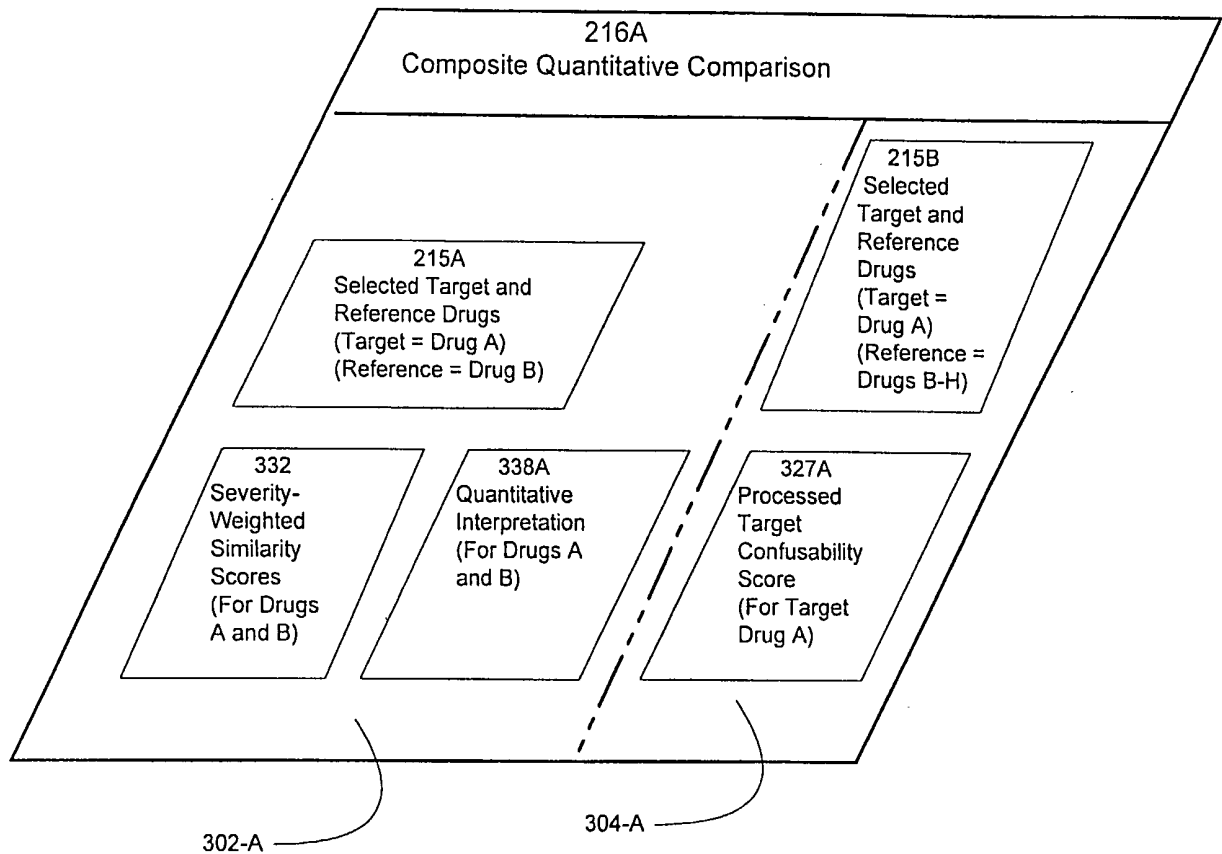 216A
Composite Quantitative Comparison
215A
Selected Target and
Reference Drugs
(Target = Drug A)
(Reference = Drug B)
215B
Selected
Target and
Reference
Drugs
(Target =
Drug A)
(Reference =
Drugs B-H)
332
Severity-
Weighted
Similarity
Scores
(For Drugs
A and B)
338A
Quantitative
Interpretation
(For Drugs A
and B)
327A
Processed
Target
Confusability
Score
(For Target
Drug A)
302-A
304-A